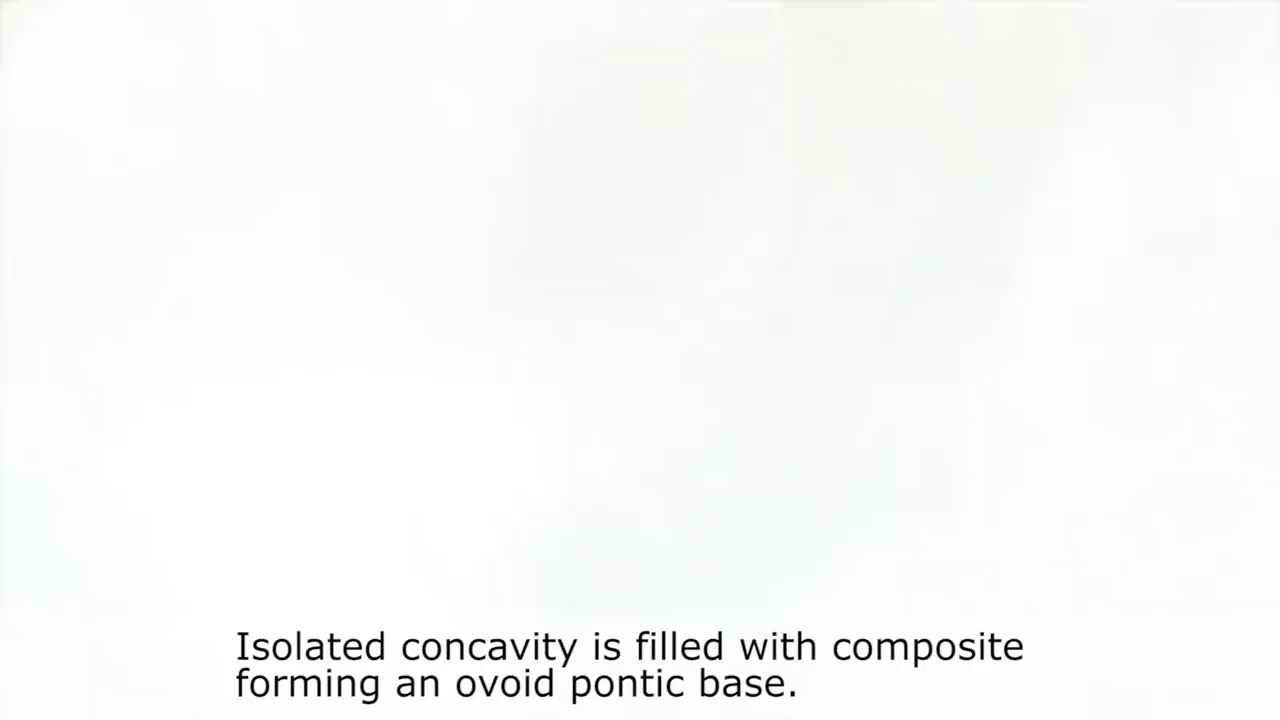 Isolated concavity is filled with composite
forming an ovoid pontic base.